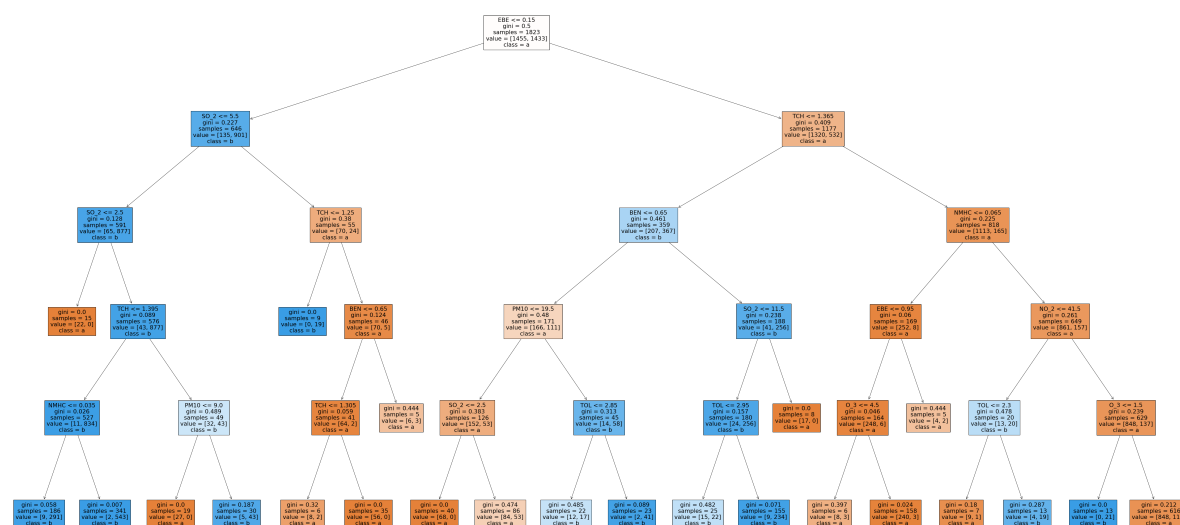 EBE <= 0.15
gini = 0.5
samples = 1823
value = [1455, 1433]
class = a
SO_2 <= 5.5
gini = 0.227
samples = 646
value = [135, 901]
class = b
TCH <= 1.365
gini = 0.409
samples = 1177
value = [1320, 532]
class = a
SO_2 <= 2.5
gini = 0.128
samples = 591
value = [65, 877]
class = b
TCH <= 1.25
gini = 0.38
samples = 55
value = [70, 24]
class = a
BEN <= 0.65
gini = 0.461
samples = 359
value = [207, 367]
class = b
NMHC <= 0.065
gini = 0.225
samples = 818
value = [1113, 165]
class = a
gini = 0.0
samples = 15
value = [22, 0]
class = a
TCH <= 1.395
gini = 0.089
samples = 576
value = [43, 877]
class = b
gini = 0.0
samples = 9
value = [0, 19]
class = b
BEN <= 0.65
gini = 0.124
samples = 46
value = [70, 5]
class = a
PM10 <= 19.5
gini = 0.48
samples = 171
value = [166, 111]
class = a
SO_2 <= 11.5
gini = 0.238
samples = 188
value = [41, 256]
class = b
EBE <= 0.95
gini = 0.06
samples = 169
value = [252, 8]
class = a
NO_2 <= 41.5
gini = 0.261
samples = 649
value = [861, 157]
class = a
NMHC <= 0.035
gini = 0.026
samples = 527
value = [11, 834]
class = b
PM10 <= 9.0
gini = 0.489
samples = 49
value = [32, 43]
class = b
TCH <= 1.305
gini = 0.059
samples = 41
value = [64, 2]
class = a
gini = 0.444
samples = 5
value = [6, 3]
class = a
SO_2 <= 2.5
gini = 0.383
samples = 126
value = [152, 53]
class = a
TOL <= 2.85
gini = 0.313
samples = 45
value = [14, 58]
class = b
TOL <= 2.95
gini = 0.157
samples = 180
value = [24, 256]
class = b
gini = 0.0
samples = 8
value = [17, 0]
class = a
O_3 <= 4.5
gini = 0.046
samples = 164
value = [248, 6]
class = a
gini = 0.444
samples = 5
value = [4, 2]
class = a
TOL <= 2.3
gini = 0.478
samples = 20
value = [13, 20]
class = b
O_3 <= 1.5
gini = 0.239
samples = 629
value = [848, 137]
class = a
gini = 0.058
samples = 186
value = [9, 291]
class = b
gini = 0.007
samples = 341
value = [2, 543]
class = b
gini = 0.0
samples = 19
value = [27, 0]
class = a
gini = 0.187
samples = 30
value = [5, 43]
class = b
gini = 0.32
samples = 6
value = [8, 2]
class = a
gini = 0.0
samples = 35
value = [56, 0]
class = a
gini = 0.0
samples = 40
value = [68, 0]
class = a
gini = 0.474
samples = 86
value = [84, 53]
class = a
gini = 0.485
samples = 22
value = [12, 17]
class = b
gini = 0.089
samples = 23
value = [2, 41]
class = b
gini = 0.482
samples = 25
value = [15, 22]
class = b
gini = 0.071
samples = 155
value = [9, 234]
class = b
gini = 0.397
samples = 6
value = [8, 3]
class = a
gini = 0.024
samples = 158
value = [240, 3]
class = a
gini = 0.18
samples = 7
value = [9, 1]
class = a
gini = 0.287
samples = 13
value = [4, 19]
class = b
gini = 0.0
samples = 13
value = [0, 21]
class = b
gini = 0.212
samples = 616
value = [848, 11
class = a